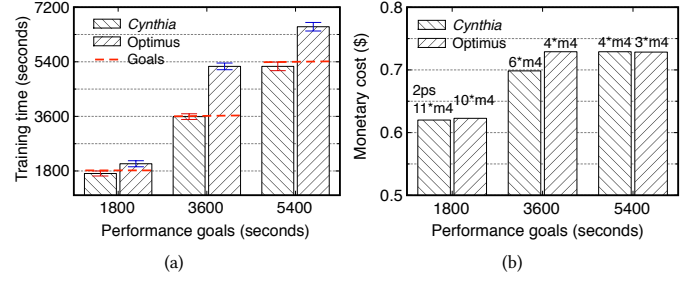 7200
5400
3600
1800
Training time (seconds)
Cynthia
Optimus
Goals
1800 3600 5400
Performance goals (seconds)
(a)
0.8
0.7
0.6
0.5
Monetary cost ($)
Cynthia
Optimus
2ps
11*m4
10*m4
6*m4
4*m4
4*m4
3*m4
1800 3600 5400
Performance goals (seconds)
(b)